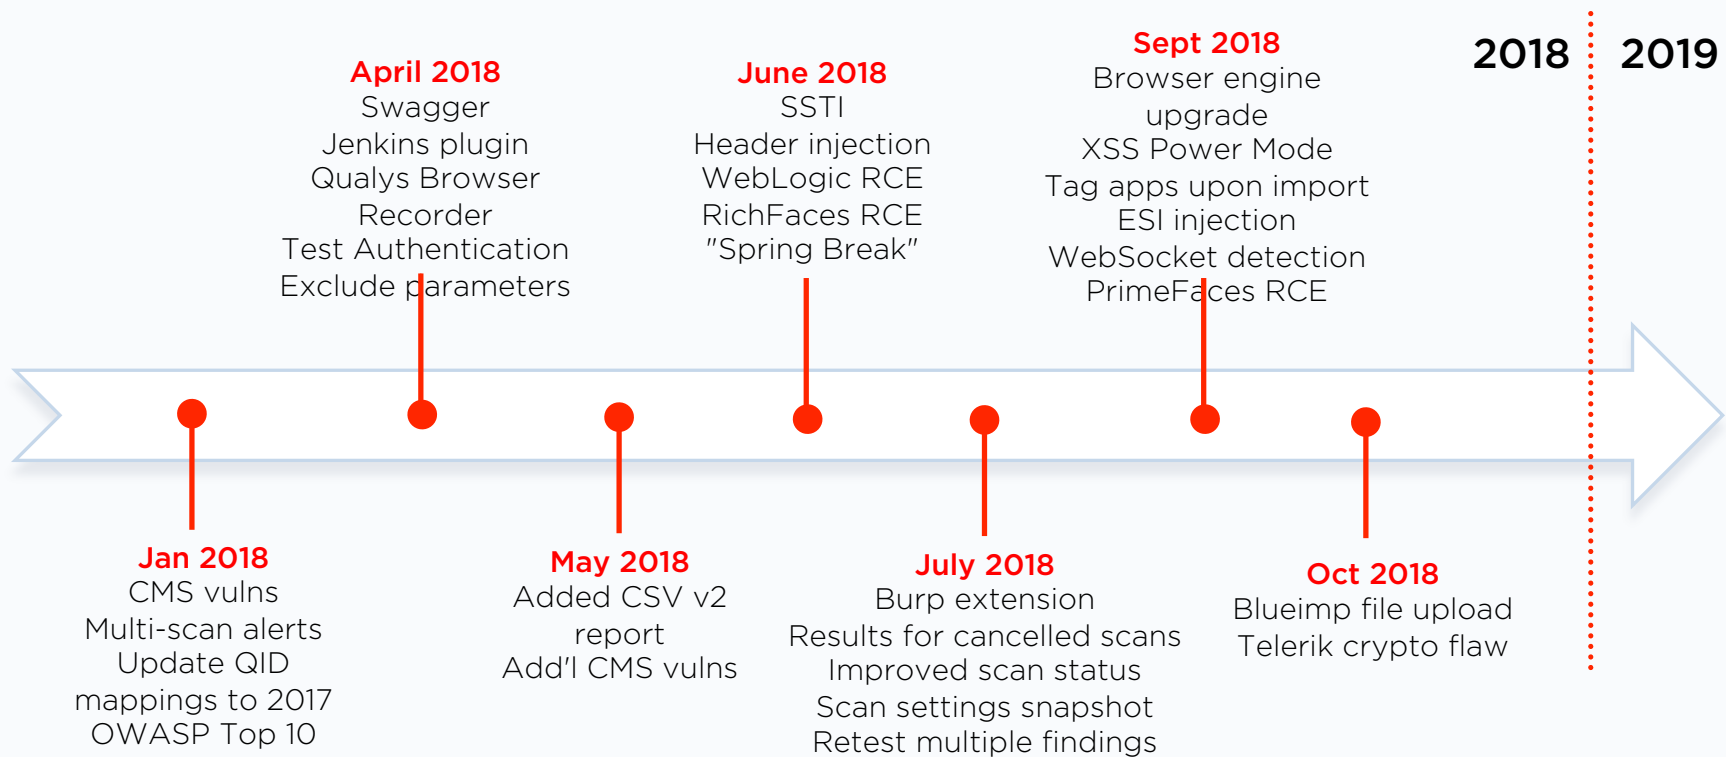 April 2018
Swagger
Jenkins plugin
Qualys Browser
Recorder
Test Authentication
Exclude parameters
June 2018
SSTI
Header injection
WebLogic RCE
RichFaces RCE
"Spring Break"
Sept 2018
Browser engine
upgrade
XSS Power Mode
Tag apps upon import
ESI injection
WebSocket detection
PrimeFaces RCE
2018
2019
Jan 2018
CMS vulns
Multi-scan alerts
Update QID
mappings to 2017
OWASP Top 10
May 2018
Added CSV v2
report
Add'l CMS vulns
July 2018
Burp extension
Results for cancelled scans
Improved scan status
Scan settings snapshot
Retest multiple findings
Oct 2018
Blueimp file upload
Telerik crypto flaw